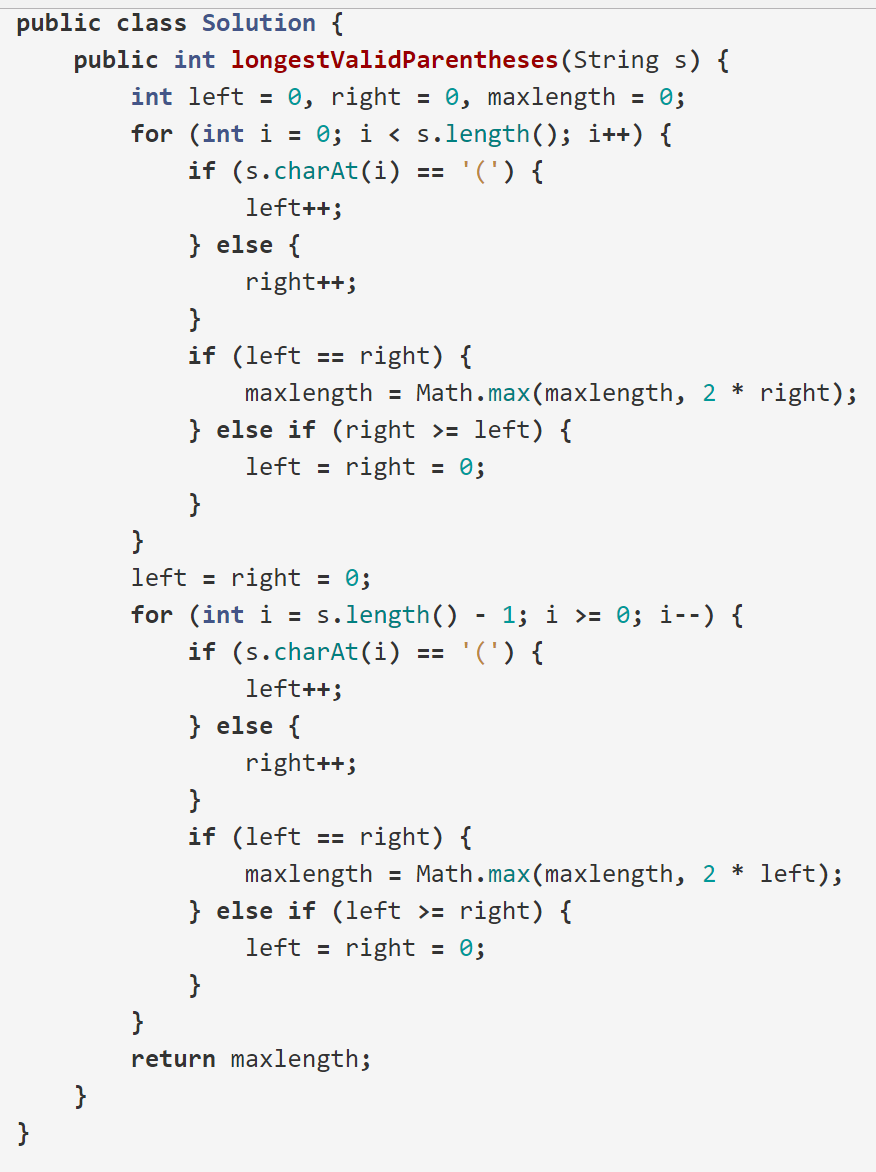 public class Solution {
    public int longestValidParentheses(String s) {
        int left = 0, right = 0, maxlength = 0;
        for (int i = 0; i < s.length(); i++) {
            if (s.charAt(i) == '(') {
                left++;
            } else {
                right++;
            }
            if (left == right) {
                maxlength = Math.max(maxlength, 2 * right);
            } else if (right >= left) {
                left = right = 0;
            }
        }
        left = right = 0;
        for (int i = s.length() - 1; i >= 0; i--) {
            if (s.charAt(i) == '(') {
                left++;
            } else {
                right++;
            }
            if (left == right) {
                maxlength = Math.max(maxlength, 2 * left);
            } else if (left >= right) {
                left = right = 0;
            }
        }
        return maxlength;
    }
}